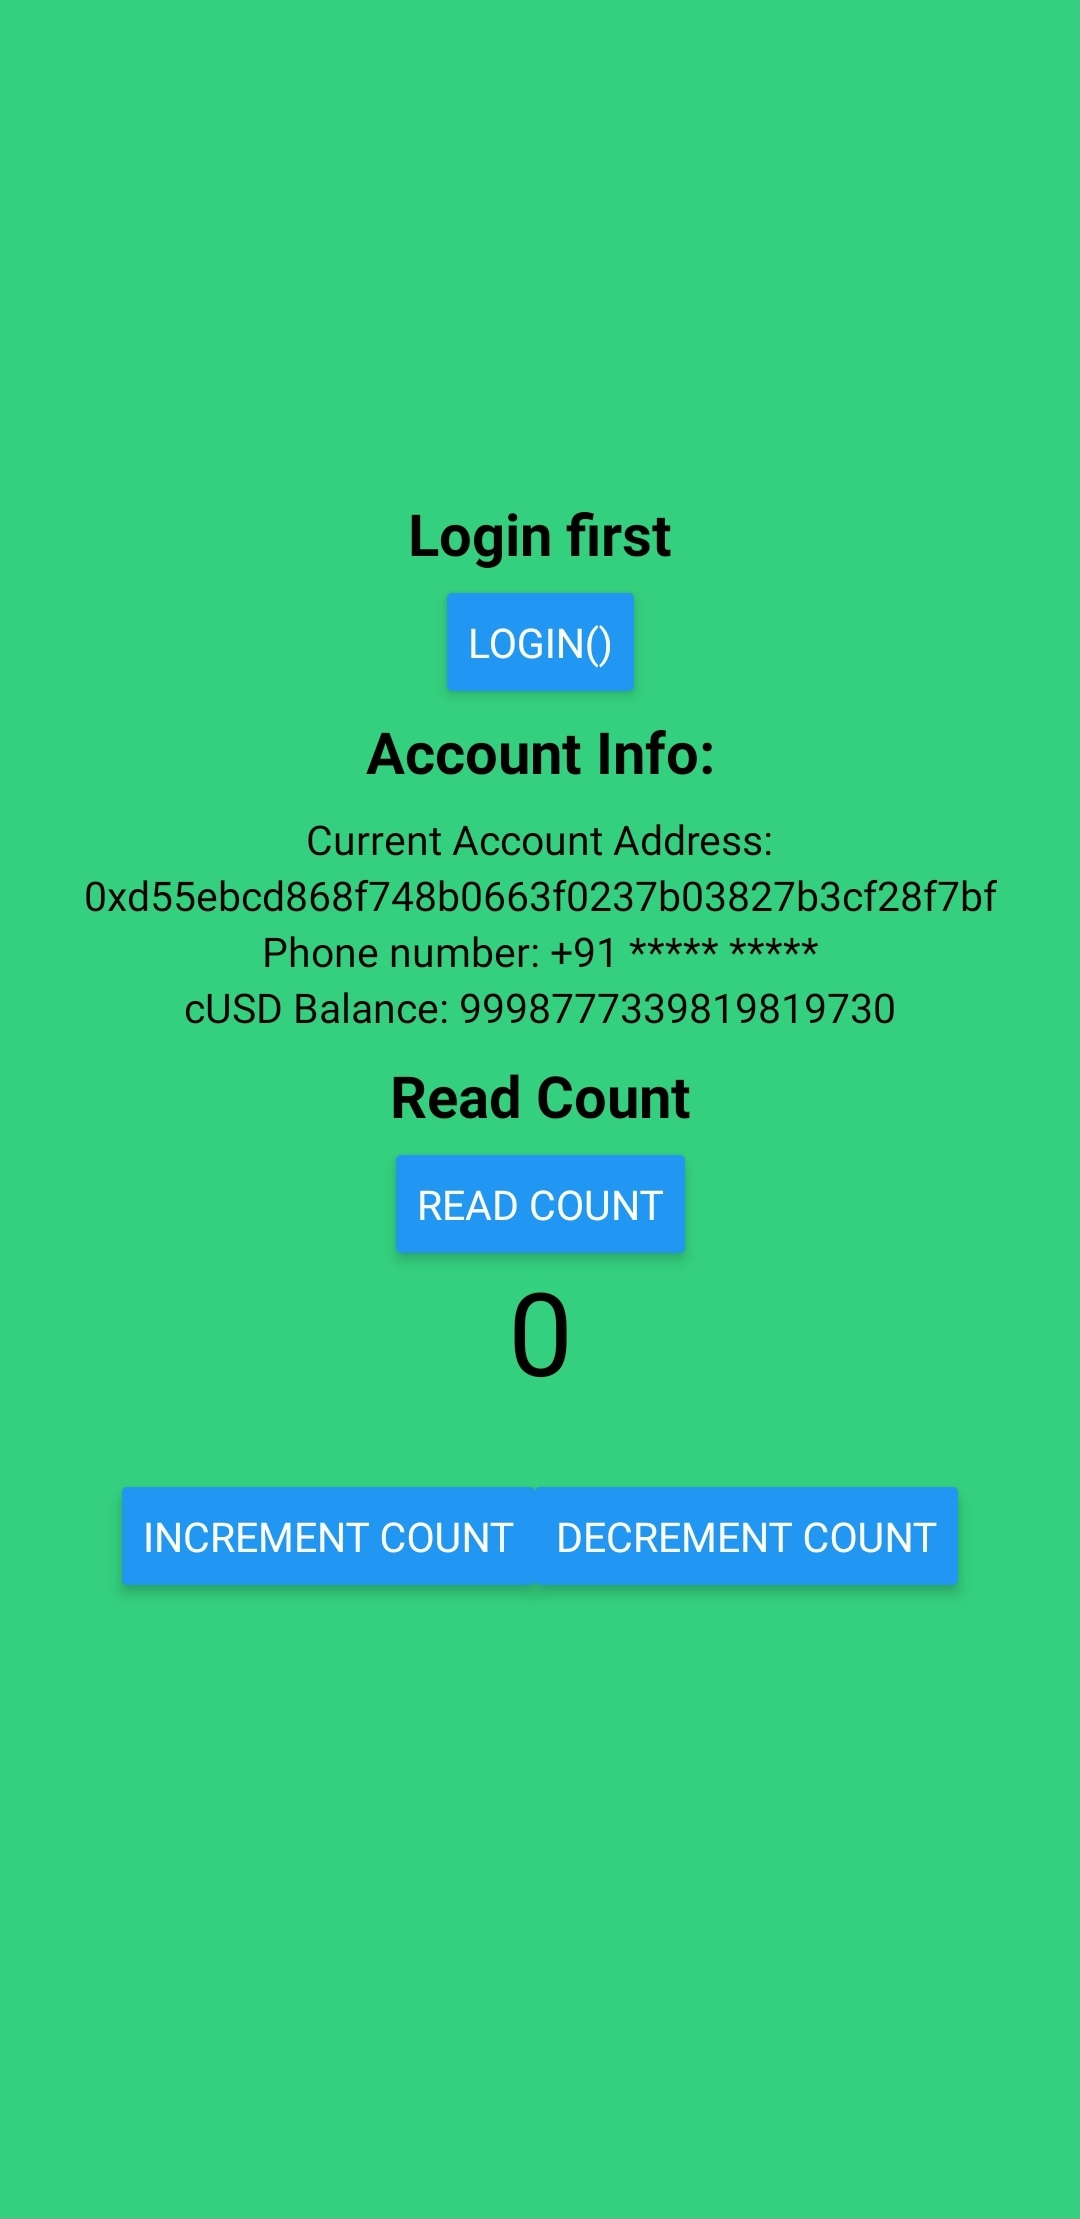 Login first
LOGIN()
Account Info:
Current Account Address:
0xd55ebcd868f748b0663f0237b03827b3cf28f7bf
Phone number: +91 ***** *****
cUSD Balance: 9998777339819819730
Read Count
READ COUNT
0
INCREMENT COUNT DECREMENT COUNT